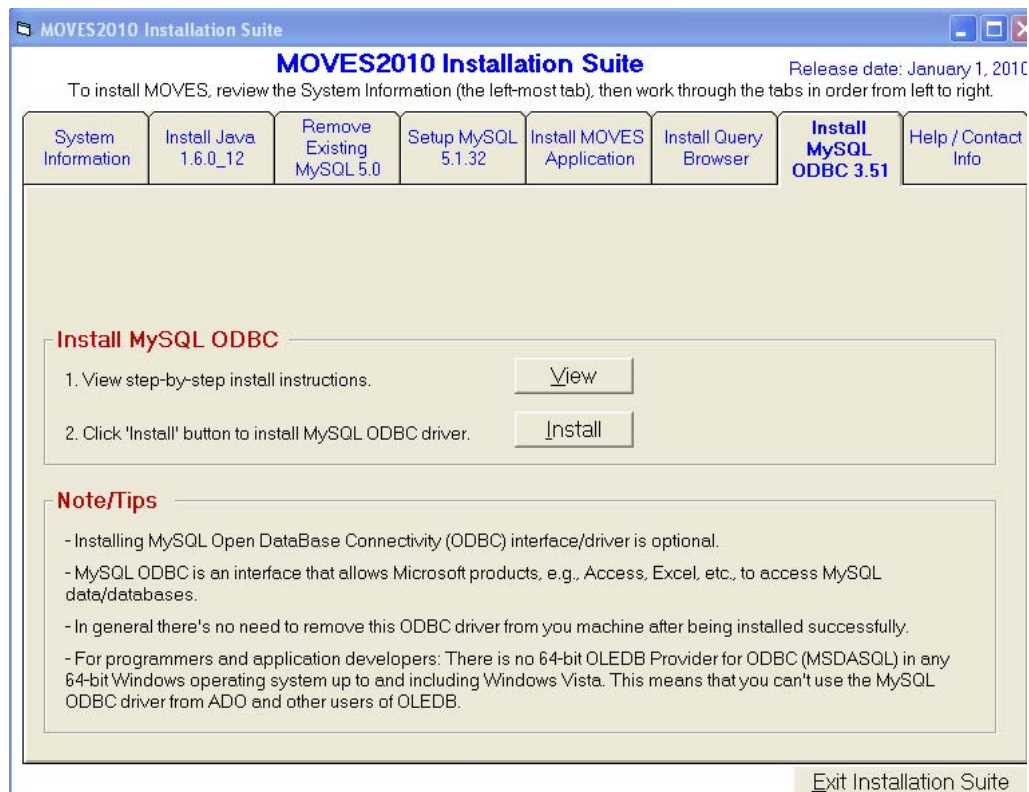 MOVES2010 Installation Suite
MOVES2010 Installation Suite
Release date: January 1, 2010
To install MOVES, review the System Information (the left-most tab), then work through the tabs in order from left to right.
System
Information
Install Java
1.6.0_12
Remove
Existing
MySQL 5.0
Setup MySQL
5.1.32
Install MOVES
Application
Install Query
Browser
Install
MySQL
ODBC 3.51
Help / Contact
Info
Install MySQL ODBC
1. View step-by-step install instructions.
View
2. Click 'Install' button to install MySQL ODBC driver.
Install
Note/Tips
- Installing MySQL Open DataBase Connectivity (ODBC) interface/driver is optional.
- MySQL ODBC is an interface that allows Microsoft products, e.g., Access, Excel, etc., to access MySQL
data/databases.
- In general there's no need to remove this ODBC driver from you machine after being installed successfully.
- For programmers and application developers: There is no 64-bit OLEDB Provider for ODBC (MSDASQL) in any
64-bit Windows operating system up to and including Windows Vista. This means that you can't use the MySQL
ODBC driver from ADO and other users of OLEDB.
Exit Installation Suite